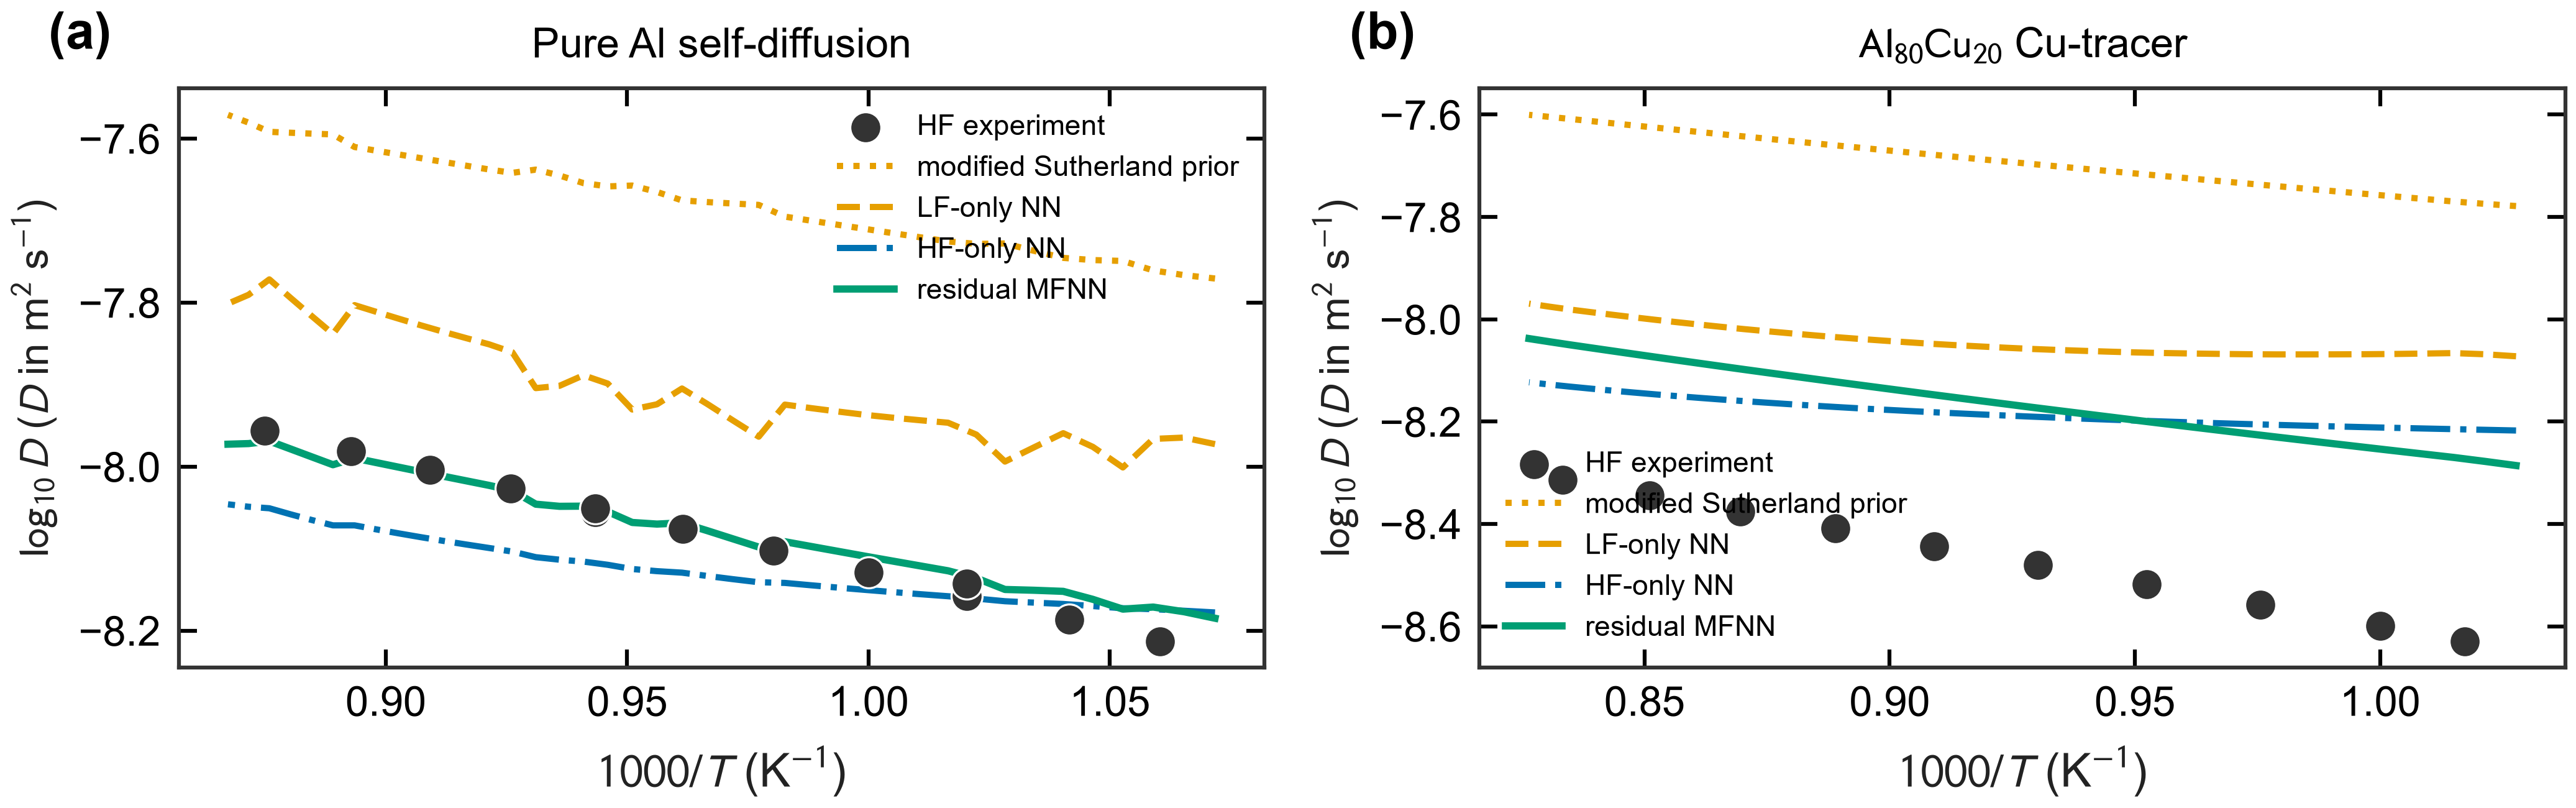 (a)
Pure Al self-diffusion
log₁₀ D (D in m² s⁻¹)
−7.6
−7.8
−8.0
−8.2
HF experiment
modified Sutherland prior
LF-only NN
HF-only NN
residual MFNN
0.90 0.95 1.00 1.05
1000/T (K⁻¹)
(b)
Al₈₀Cu₂₀ Cu-tracer
log₁₀ D (D in m² s⁻¹)
−7.6
−7.8
−8.0
−8.2
−8.4
−8.6
HF experiment
modified Sutherland prior
LF-only NN
HF-only NN
residual MFNN
0.85 0.90 0.95 1.00
1000/T (K⁻¹)